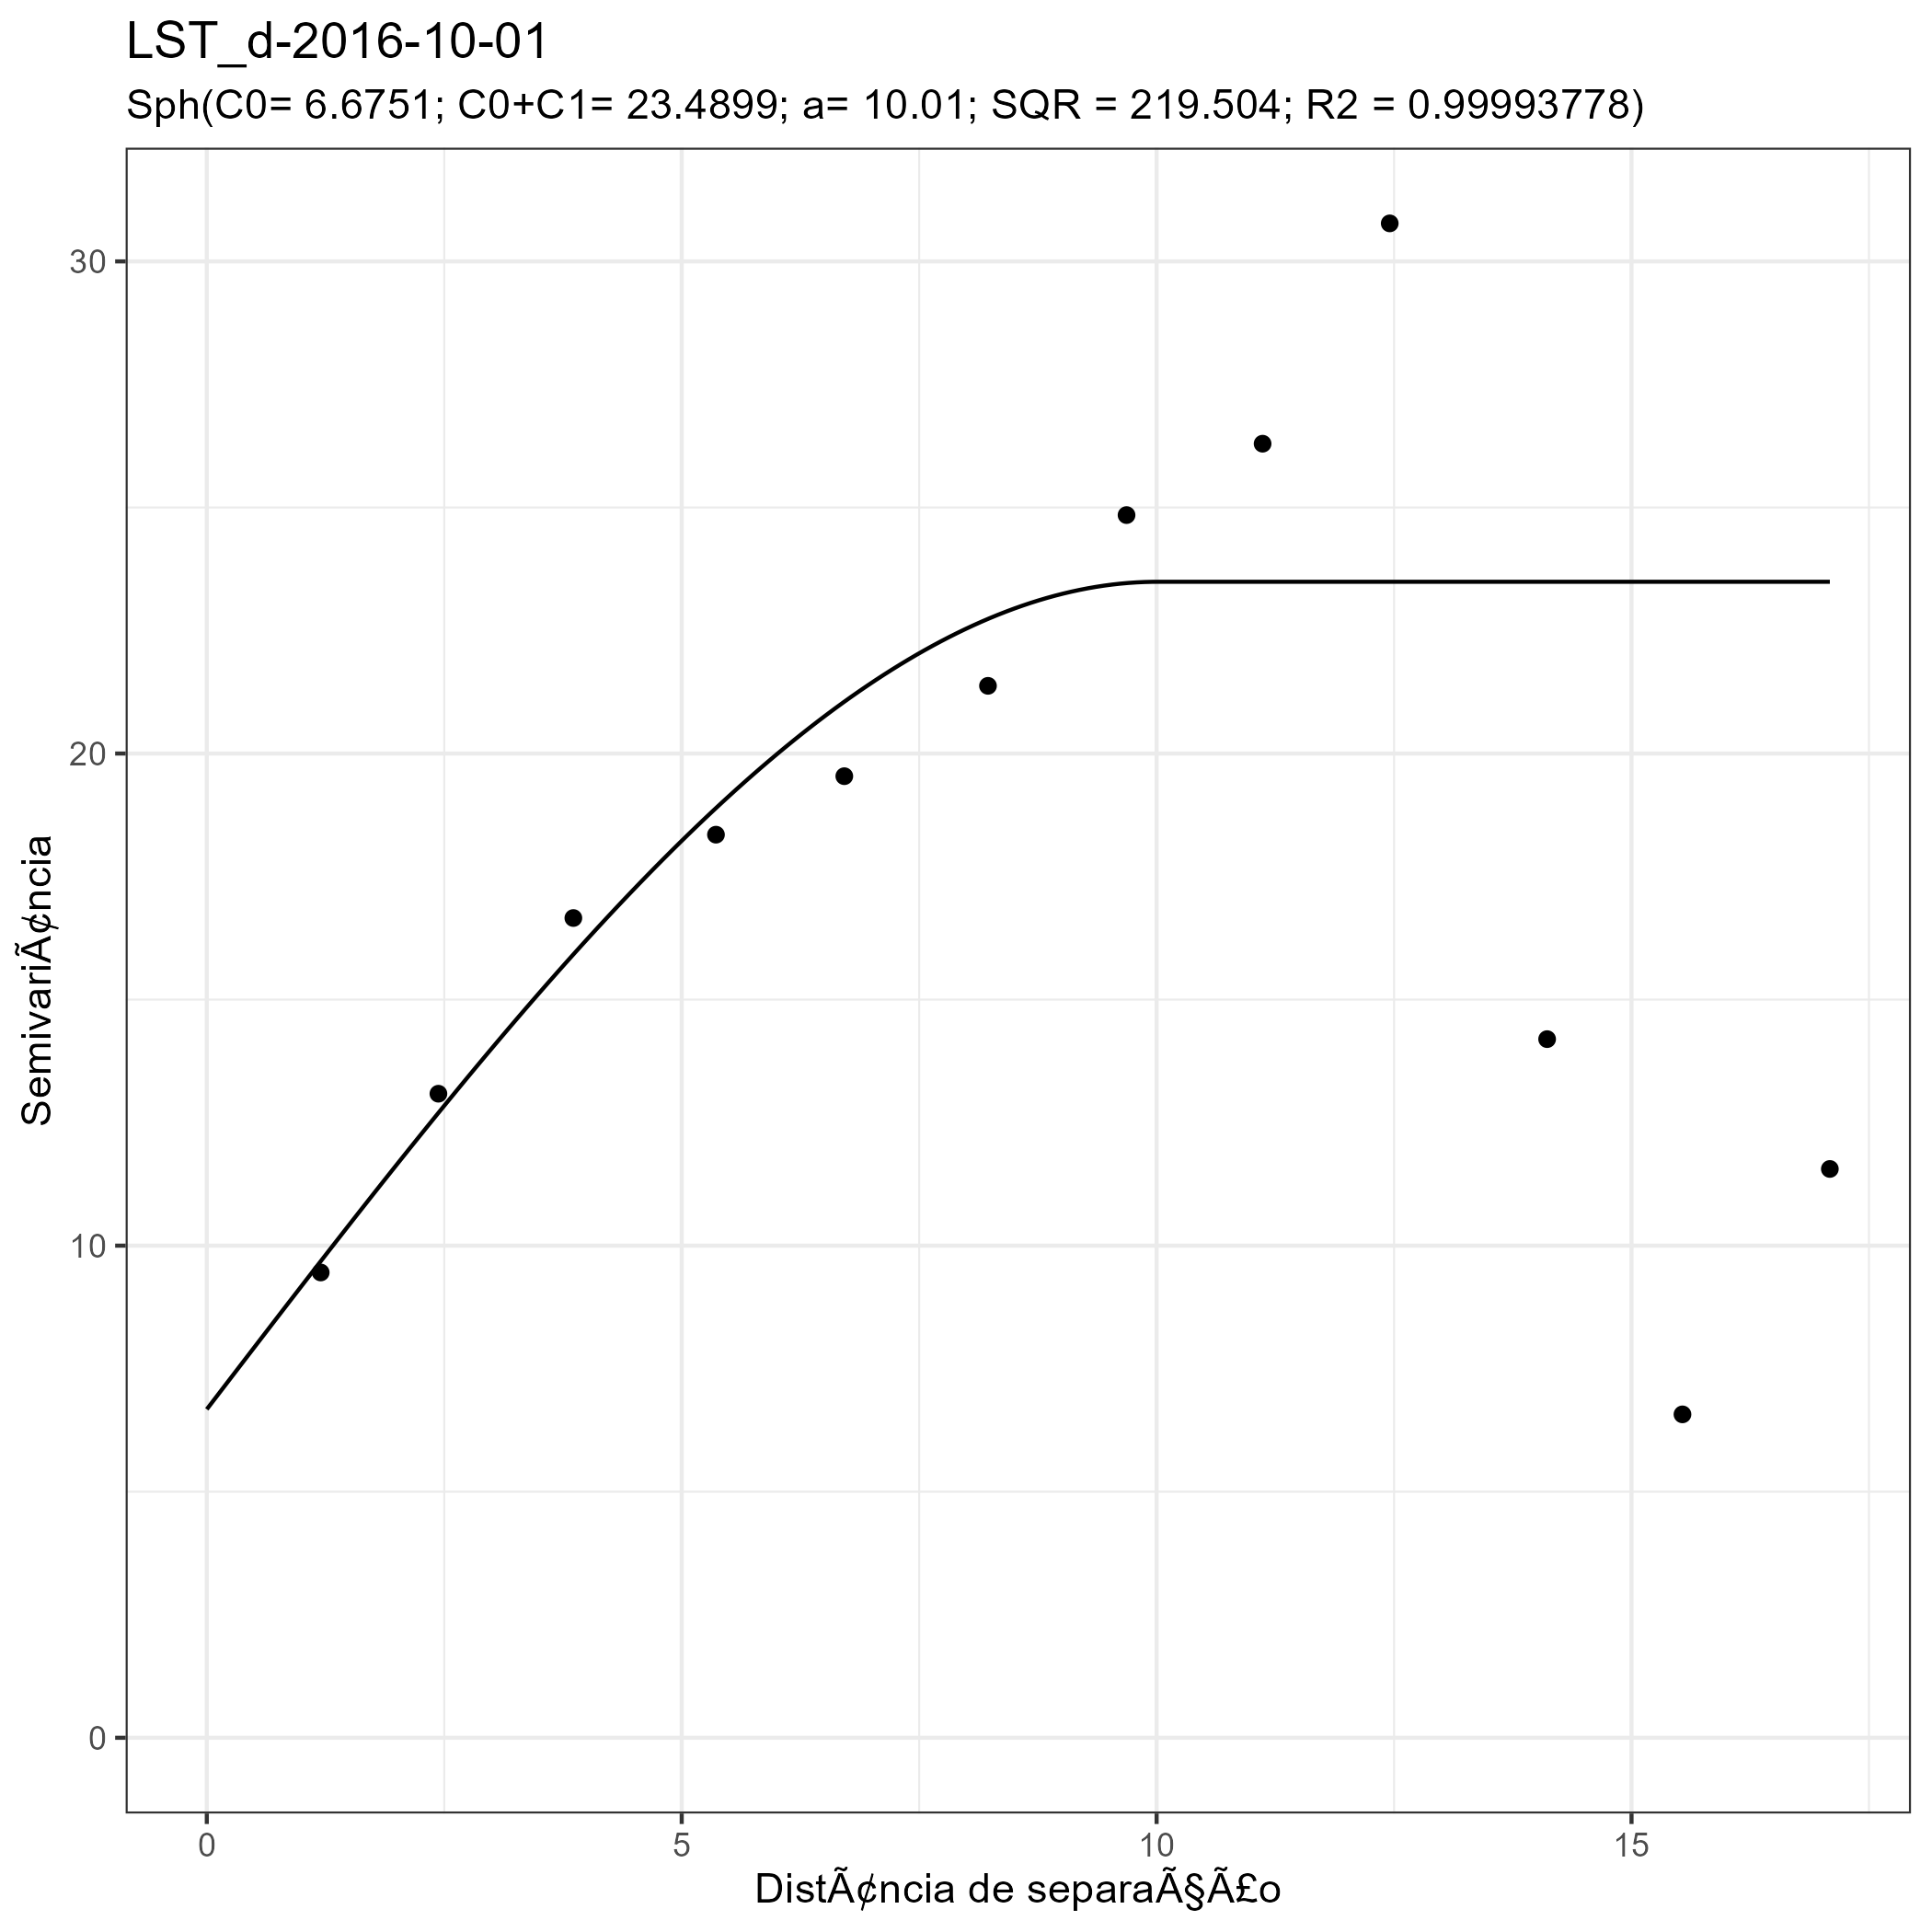 LST_d-2016-10-01
Sph(C0= 6.6751; C0+C1= 23.4899; a= 10.01; SQR = 219.504; R2 = 0.99993778)
30
20
10
0
SemivariÃ¢ncia
0 5 10 15
DistÃ¢ncia de separaÃ§Ã£o